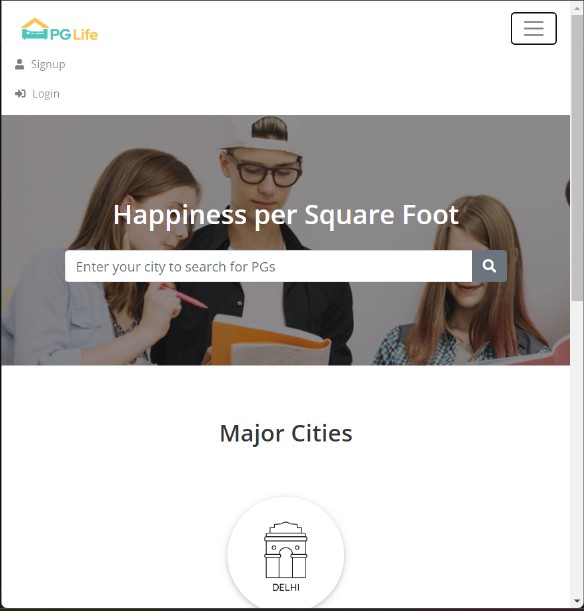 PG Life
Signup
Login
Happiness per Square Foot
Enter your city to search for PGs
Major Cities
DELHI